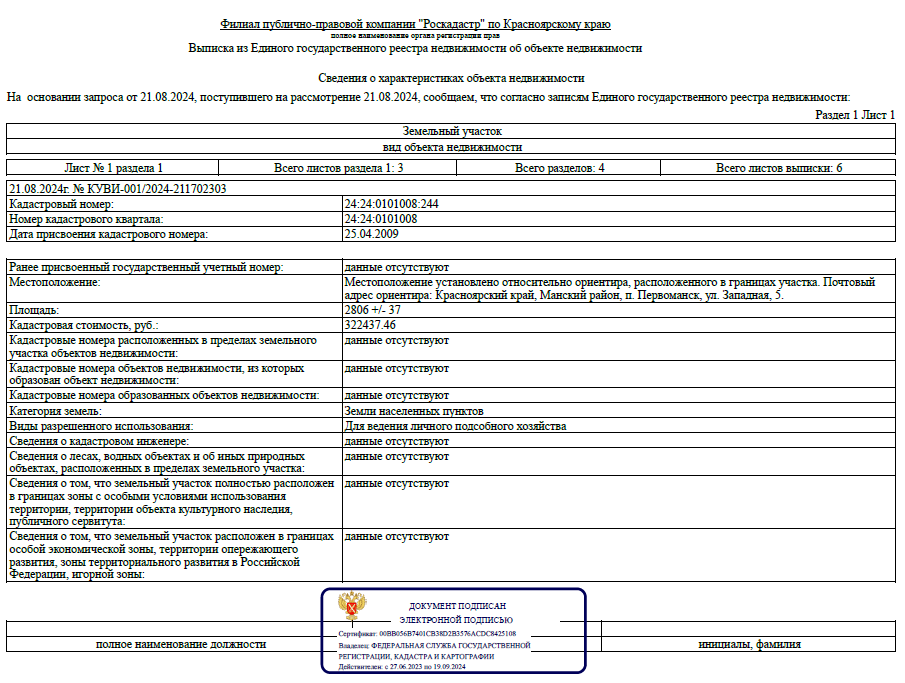 Филиал публично-правовой компании "Роскадастр" по Красноярскому краю
полное наименование органа регистрации прав
Выписка из Единого государственного реестра недвижимости об объекте недвижимости
Сведения о характеристиках объекта недвижимости
На основании запроса от 21.08.2024, поступившего на рассмотрение 21.08.2024, сообщаем, что согласно записям Единого государственного реестра недвижимости:
Раздел 1 Лист 1
Земельный участок
вид объекта недвижимости
Лист № 1 раздела 1 Всего листов раздела 1: 3 Всего разделов: 4 Всего листов выписки: 6
21.08.2024г. № КУВИ-001/2024-211702303
Кадастровый номер: 24:24:0101008:244
Номер кадастрового квартала: 24:24:0101008
Дата присвоения кадастрового номера: 25.04.2009
Ранее присвоенный государственный учетный номер: данные отсутствуют
Местоположение: Местоположение установлено относительно ориентира, расположенного в границах участка. Почтовый
адрес ориентира: Красноярский край, Манский район, п. Первоманск, ул. Западная, 5.
Площадь: 2806 +/- 37
Кадастровая стоимость, руб.: 322437.46
Кадастровые номера расположенных в пределах земельного данные отсутствуют
участка объектов недвижимости:
Кадастровые номера объектов недвижимости, из которых данные отсутствуют
образован объект недвижимости:
Кадастровые номера образованных объектов недвижимости: данные отсутствуют
Категория земель: Земли населенных пунктов
Виды разрешенного использования: Для ведения личного подсобного хозяйства
Сведения о кадастровом инженере: данные отсутствуют
Сведения о лесах, водных объектах и об иных природных данные отсутствуют
объектах, расположенных в пределах земельного участка:
Сведения о том, что земельный участок полностью расположен данные отсутствуют
в границах зоны с особыми условиями использования
территории, территории объекта культурного наследия,
публичного сервитута:
Сведения о том, что земельный участок расположен в границах данные отсутствуют
особой экономической зоны, территории опережающего
развития, зоны территориального развития в Российской
Федерации, игорной зоны:
ДОКУМЕНТ ПОДПИСАН
ЭЛЕКТРОННОЙ ПОДПИСЬЮ
Сертификат: 00BB056B7401CB38D2B3576ACDC8425108
Владелец: ФЕДЕРАЛЬНАЯ СЛУЖБА ГОСУДАРСТВЕННОЙ
РЕГИСТРАЦИИ, КАДАСТРА И КАРТОГРАФИИ
Действителен: с 27.06.2023 по 19.09.2024
полное наименование должности инициалы, фамилия